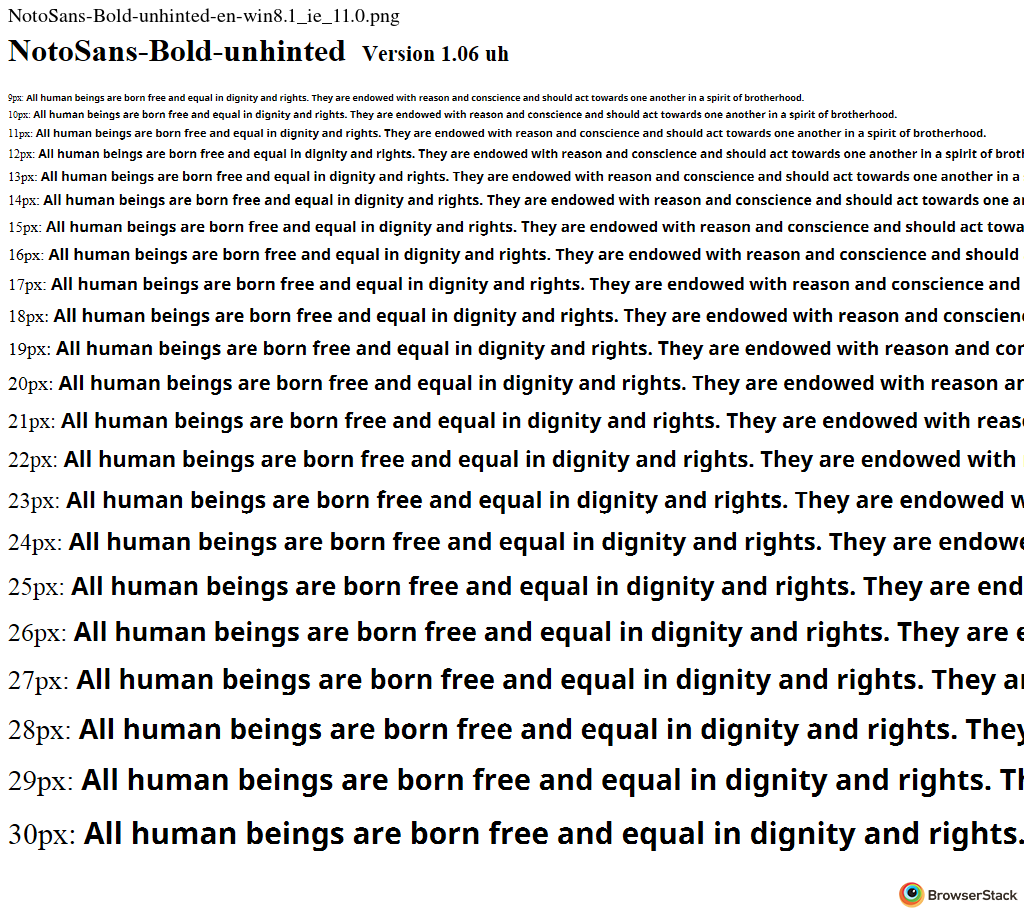 NotoSans-Bold-unhinted-en-win8.1_ie_11.0.png
NotoSans-Bold-unhinted Version 1.06 uh
9px: All human beings are born free and equal in dignity and rights. They are endowed with reason and conscience and should act towards one another in a spirit of brotherhood.
10px: All human beings are born free and equal in dignity and rights. They are endowed with reason and conscience and should act towards one another in a spirit of brotherhood.
11px: All human beings are born free and equal in dignity and rights. They are endowed with reason and conscience and should act towards one another in a spirit of brotherhood.
12px: All human beings are born free and equal in dignity and rights. They are endowed with reason and conscience and should act towards one another in a spirit of broth
13px: All human beings are born free and equal in dignity and rights. They are endowed with reason and conscience and should act towards one another in a
14px: All human beings are born free and equal in dignity and rights. They are endowed with reason and conscience and should act towards one an
15px: All human beings are born free and equal in dignity and rights. They are endowed with reason and conscience and should act towa
16px: All human beings are born free and equal in dignity and rights. They are endowed with reason and conscience and should
17px: All human beings are born free and equal in dignity and rights. They are endowed with reason and conscience and
18px: All human beings are born free and equal in dignity and rights. They are endowed with reason and conscien
19px: All human beings are born free and equal in dignity and rights. They are endowed with reason and con
20px: All human beings are born free and equal in dignity and rights. They are endowed with reason an
21px: All human beings are born free and equal in dignity and rights. They are endowed with reaso
22px: All human beings are born free and equal in dignity and rights. They are endowed with
23px: All human beings are born free and equal in dignity and rights. They are endowed w
24px: All human beings are born free and equal in dignity and rights. They are endowe
25px: All human beings are born free and equal in dignity and rights. They are end
26px: All human beings are born free and equal in dignity and rights. They are e
27px: All human beings are born free and equal in dignity and rights. They ar
28px: All human beings are born free and equal in dignity and rights. They
29px: All human beings are born free and equal in dignity and rights. Th
30px: All human beings are born free and equal in dignity and rights.
BrowserStack